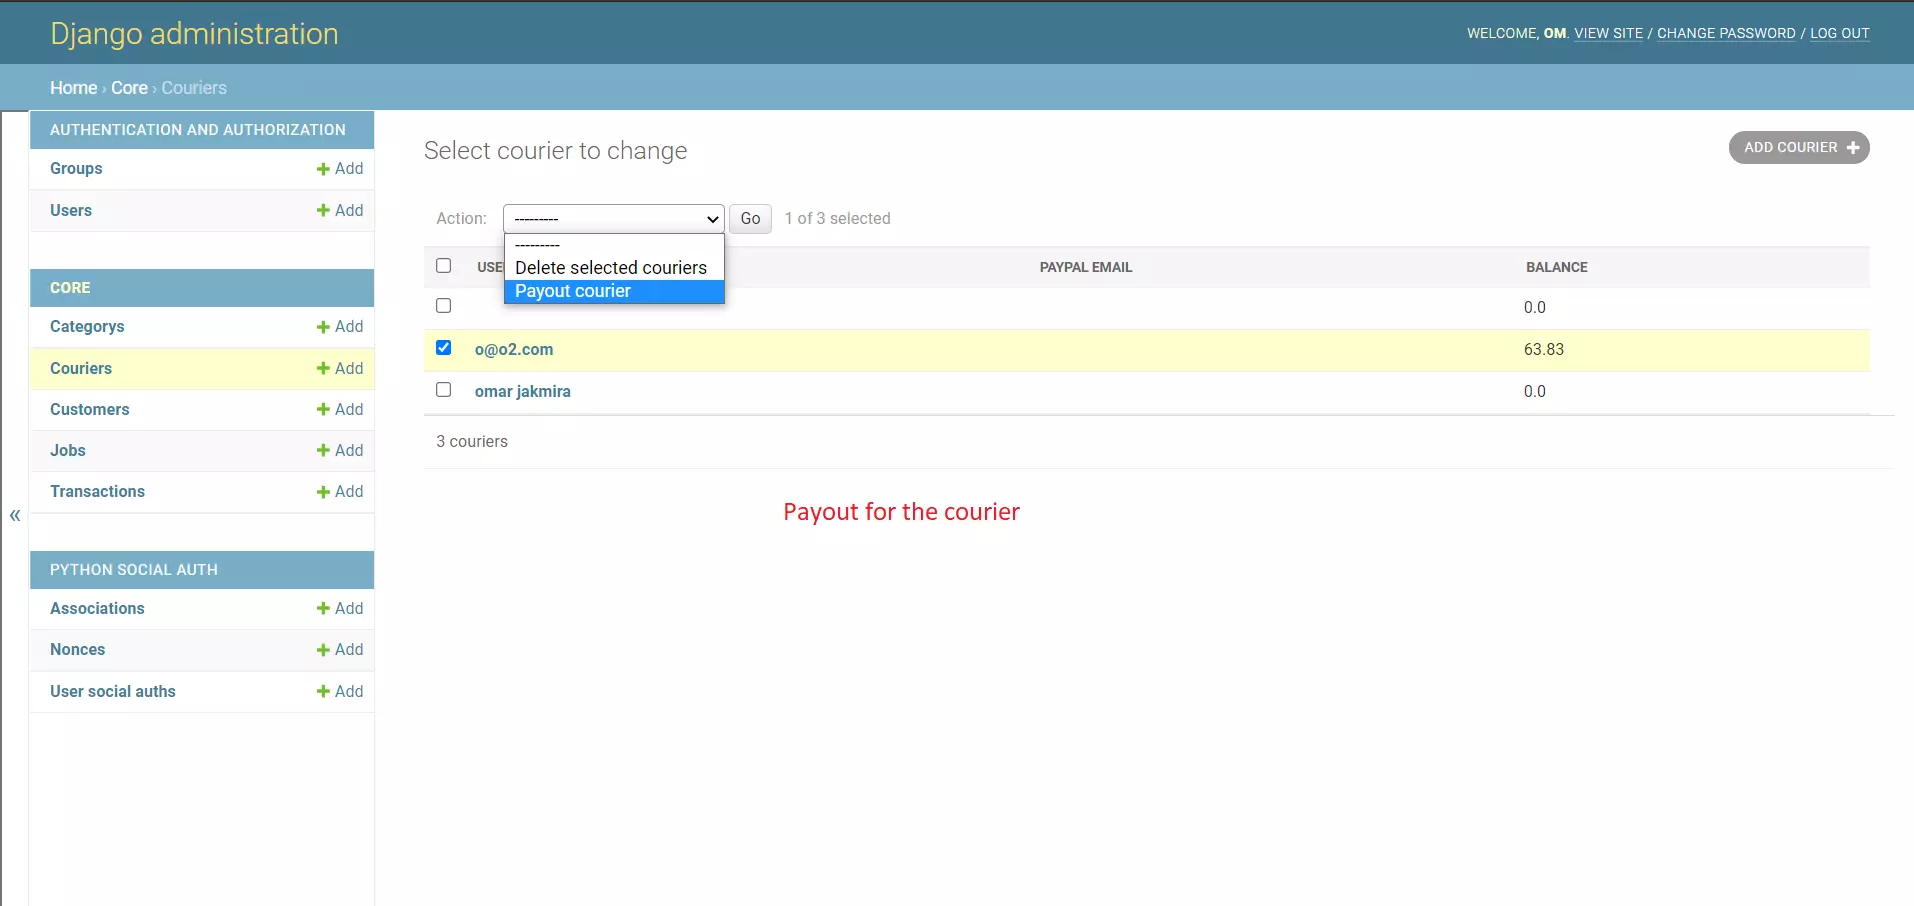 Django administration
WELCOME, OM. VIEW SITE / CHANGE PASSWORD / LOG OUT
Home › Core › Couriers
AUTHENTICATION AND AUTHORIZATION
Groups + Add
Users + Add
CORE
Categorys + Add
Couriers + Add
Customers + Add
Jobs + Add
Transactions + Add
«
PYTHON SOCIAL AUTH
Associations + Add
Nonces + Add
User social auths + Add
Select courier to change
ADD COURIER +
Action: --------- Go 1 of 3 selected
---------
Delete selected couriers
Payout courier
PAYPAL EMAIL BALANCE
0.0
o@o2.com 63.83
omar jakmira 0.0
3 couriers
Payout for the courier